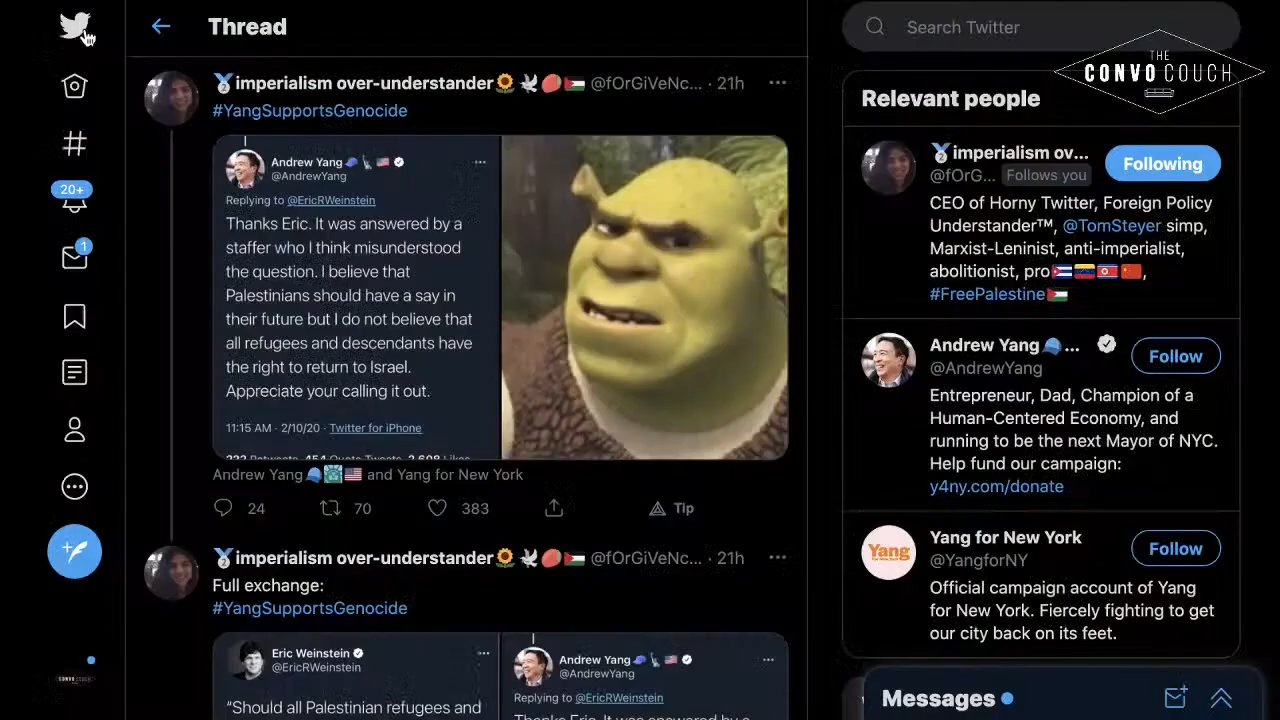 Thread
Search Twitter
THE
CONVO COUCH
imperialism over-understander @fOrGiVeNc... · 21h
#YangSupportsGenocide
Andrew Yang
@AndrewYang
Replying to @EricRWeinstein
Thanks Eric. It was answered by a
staffer who I think misunderstood
the question. I believe that
Palestinians should have a say in
their future but I do not believe that
all refugees and descendants have
the right to return to Israel.
Appreciate your calling it out.
11:15 AM · 2/10/20 · Twitter for iPhone
Andrew Yang and Yang for New York
24 70 383 Tip
imperialism over-understander @fOrGiVeNc... · 21h
Full exchange:
#YangSupportsGenocide
Eric Weinstein
@EricRWeinstein
"Should all Palestinian refugees and
Andrew Yang
@AndrewYang
Replying to @EricRWeinstein
Thanks Eric. It was answered by a
20+
1
Relevant people
imperialism ov...
@fOrG... Follows you
Following
CEO of Horny Twitter, Foreign Policy
Understander™, @TomSteyer simp,
Marxist-Leninist, anti-imperialist,
abolitionist, pro ,
#FreePalestine
Andrew Yang ...
@AndrewYang
Follow
Entrepreneur, Dad, Champion of a
Human-Centered Economy, and
running to be the next Mayor of NYC.
Help fund our campaign:
y4ny.com/donate
Yang
Yang for New York
@YangforNY
Follow
Official campaign account of Yang
for New York. Fiercely fighting to get
our city back on its feet.
Messages